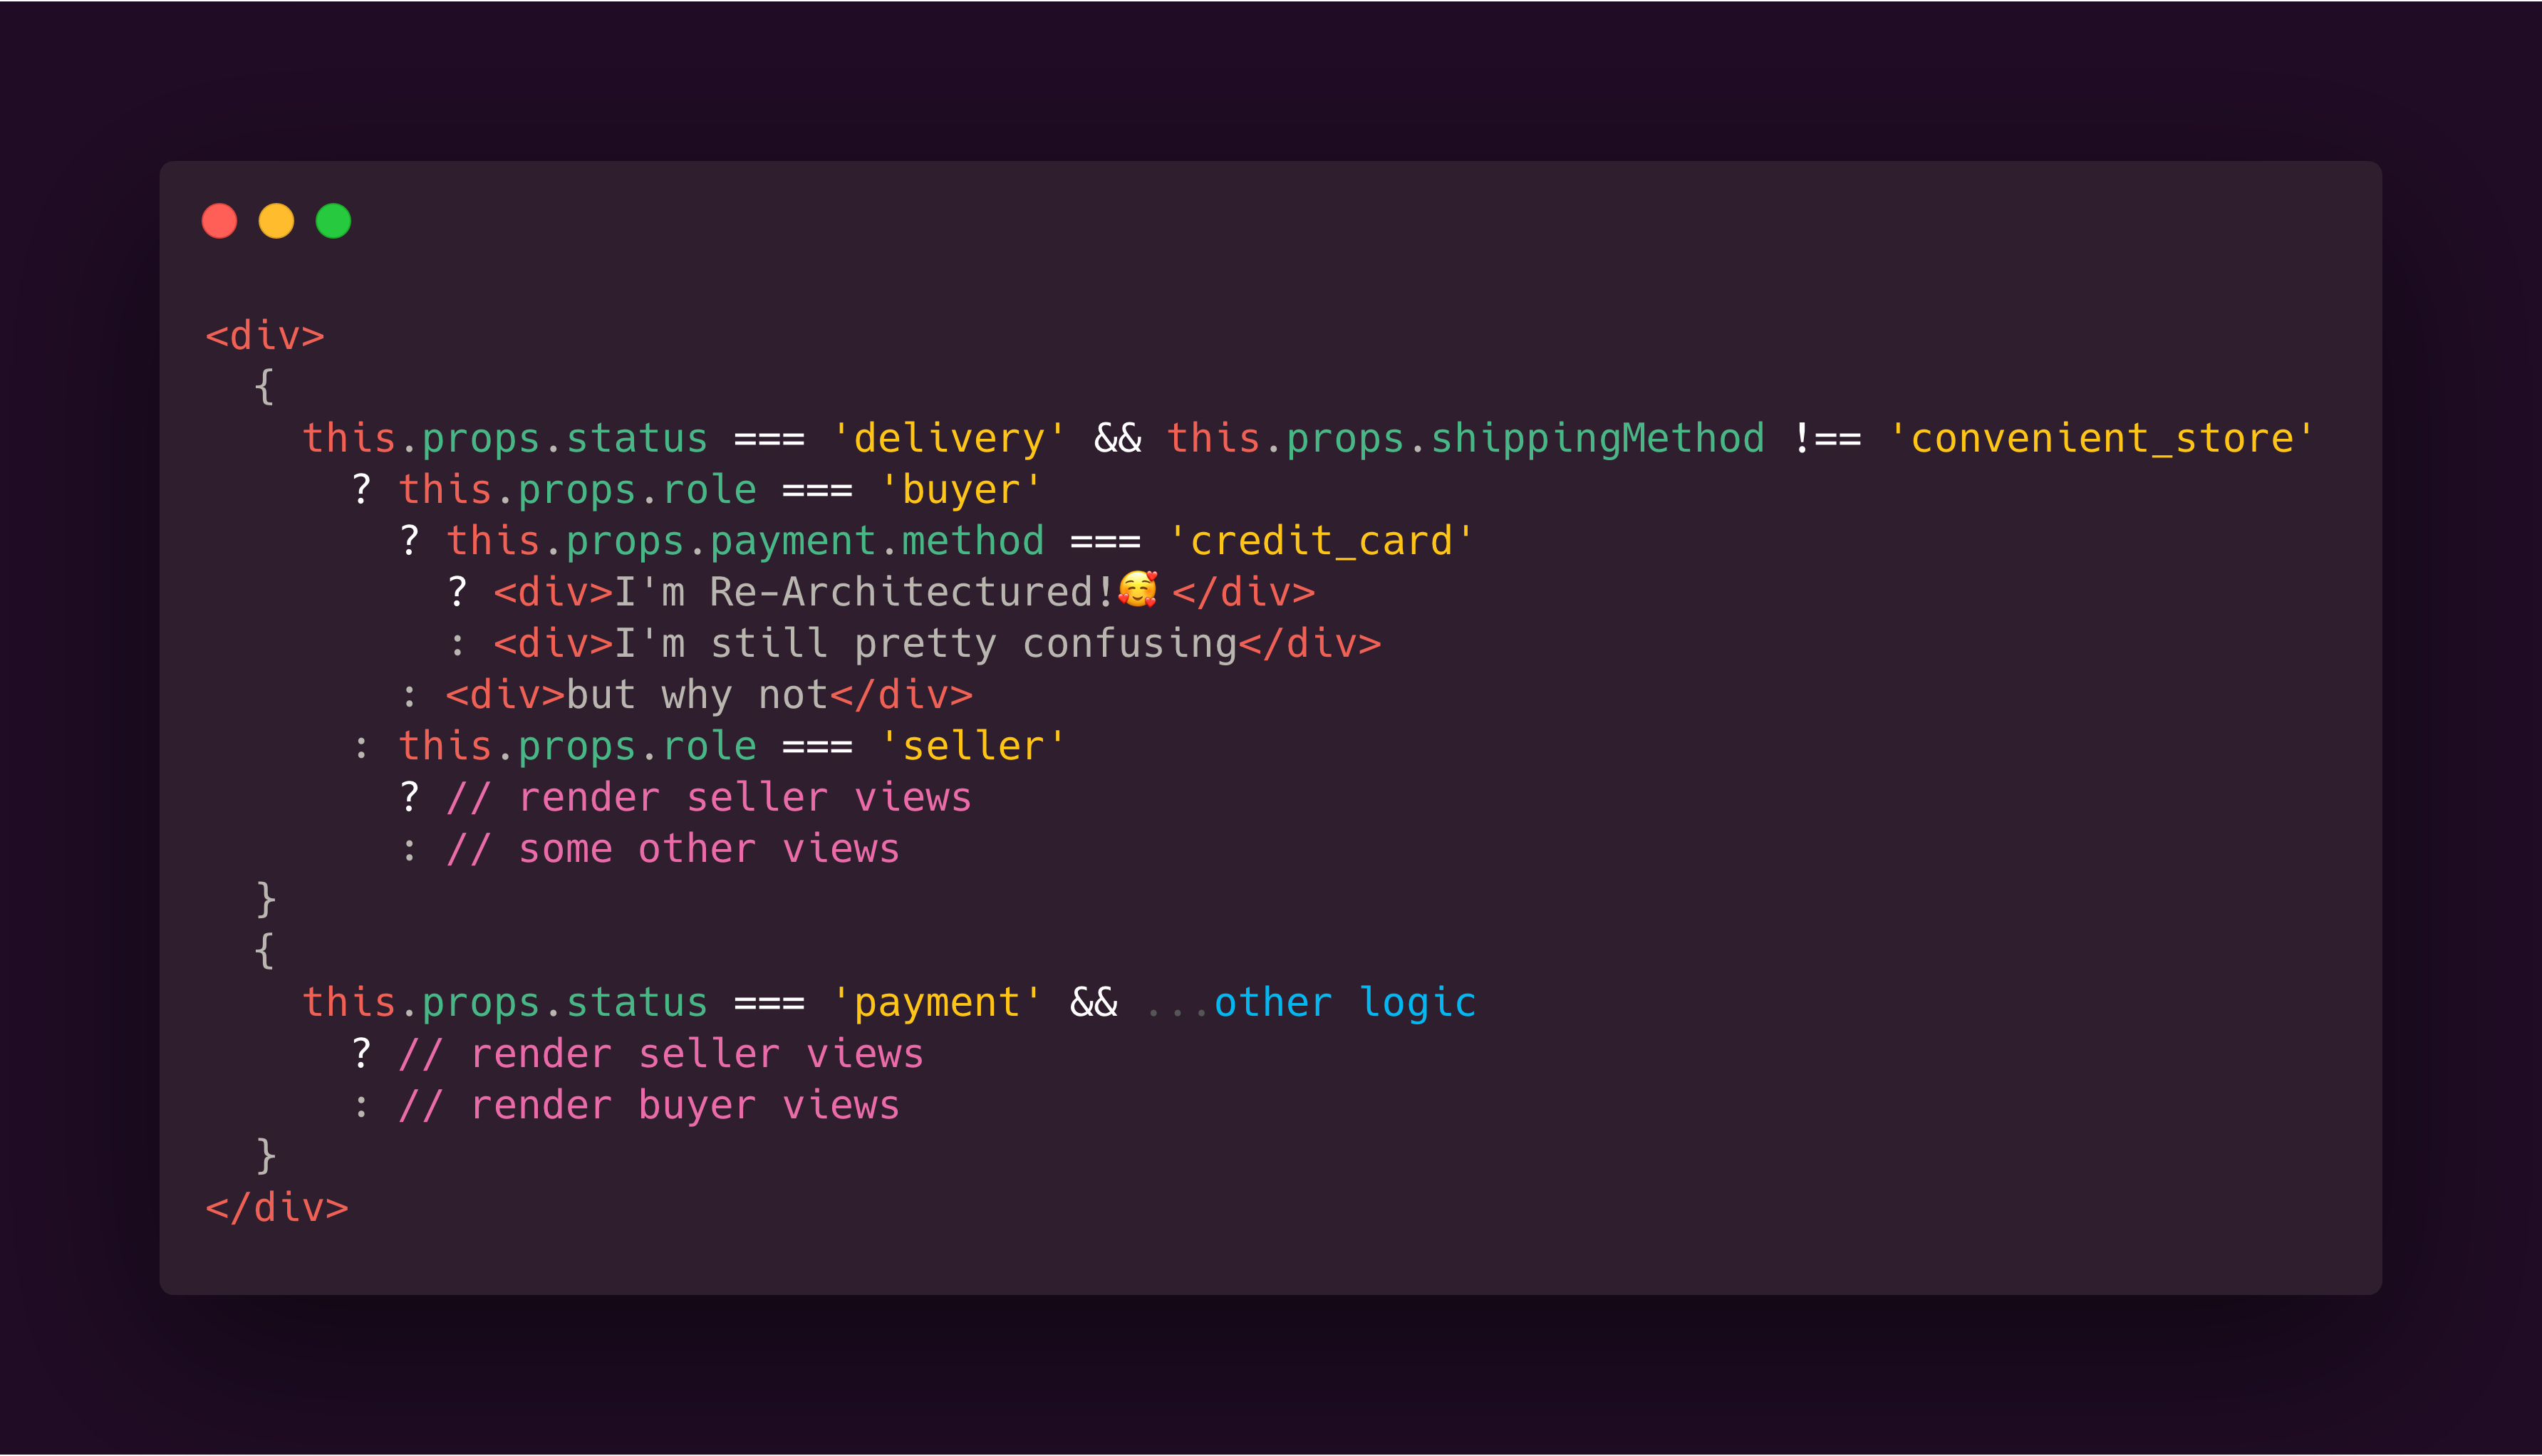 <div>
  {
    this.props.status === 'delivery' && this.props.shippingMethod !== 'convenient_store'
      ? this.props.role === 'buyer'
        ? this.props.payment.method === 'credit_card'
          ? <div>I'm Re-Architectured!🥰</div>
          : <div>I'm still pretty confusing</div>
        : <div>but why not</div>
      : this.props.role === 'seller'
        ? // render seller views
        : // some other views
  }
  {
    this.props.status === 'payment' && ...other logic
      ? // render seller views
      : // render buyer views
  }
</div>